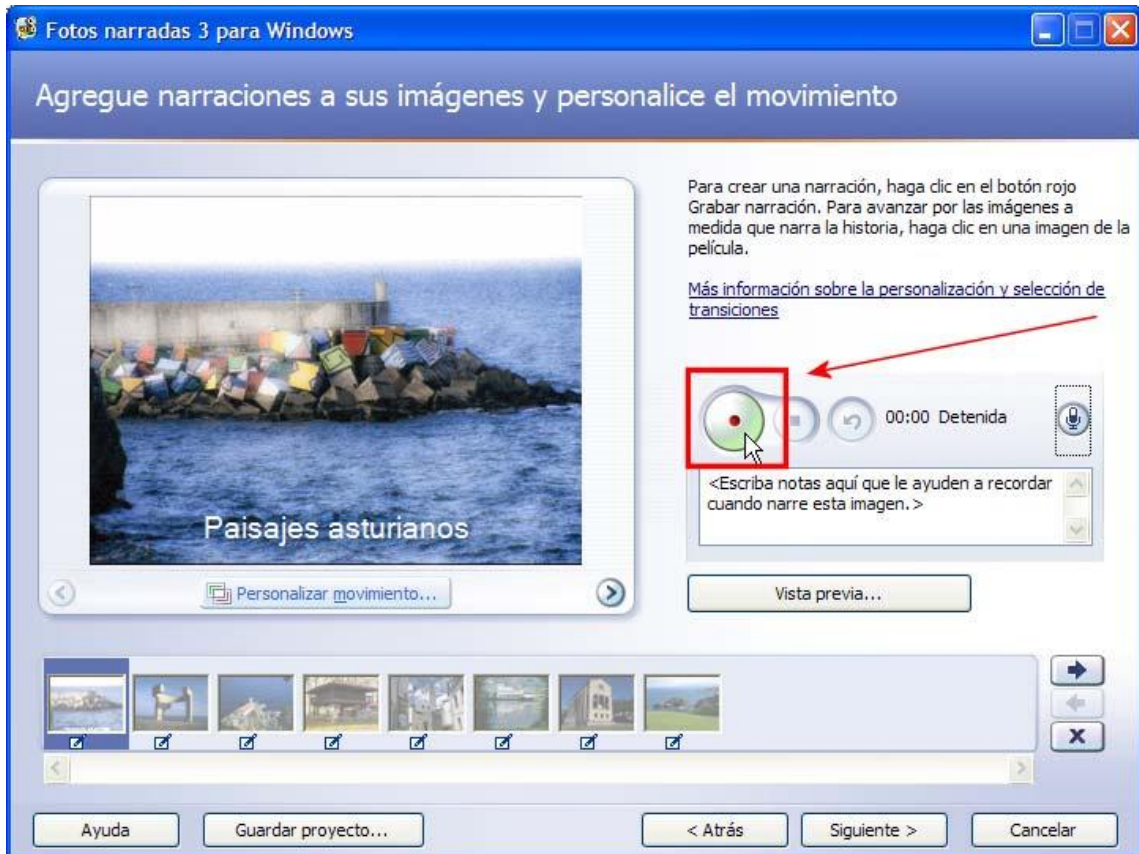 Fotos narradas 3 para Windows
Agregue narraciones a sus imágenes y personalice el movimiento
Para crear una narración, haga clic en el botón rojo
Grabar narración. Para avanzar por las imágenes a
medida que narra la historia, haga clic en una imagen de la
película.
Más información sobre la personalización y selección de
transiciones
00:00 Detenida
<Escriba notas aquí que le ayuden a recordar
cuando narre esta imagen.>
Paisajes asturianos
Personalizar movimiento...
Vista previa...
Ayuda
Guardar proyecto...
< Atrás
Siguiente >
Cancelar